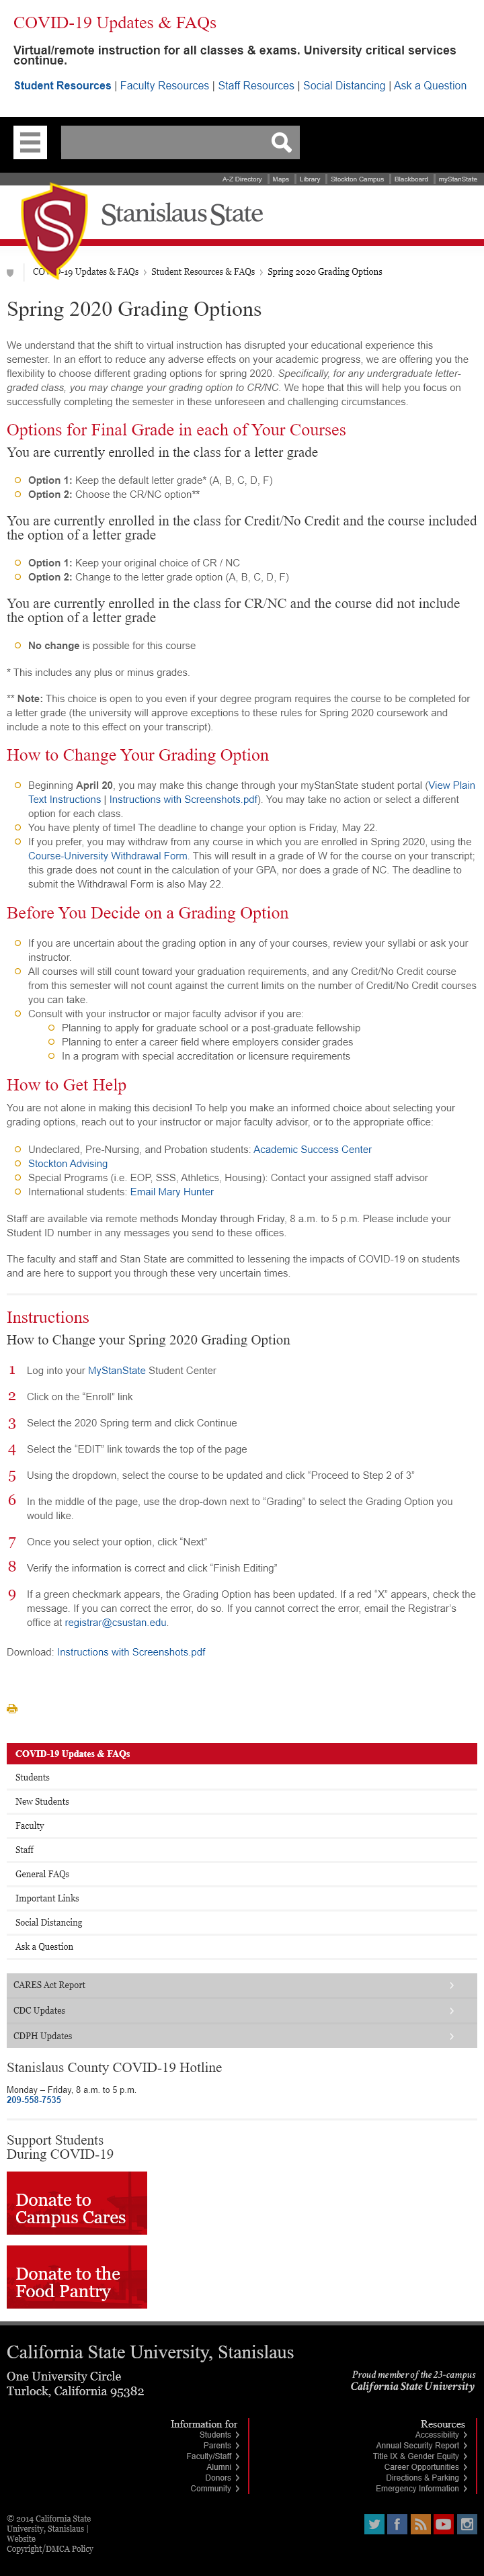 COVID-19 Updates & FAQs
Virtual/remote instruction for all classes & exams. University critical services
continue.
Student Resources | Faculty Resources | Staff Resources | Social Distancing | Ask a Question
A-Z Directory | Maps | Library | Stockton Campus | Blackboard | myStanState
S Stanislaus State
COVID-19 Updates & FAQs › Student Resources & FAQs › Spring 2020 Grading Options
Spring 2020 Grading Options
We understand that the shift to virtual instruction has disrupted your educational experience this
semester. In an effort to reduce any adverse effects on your academic progress, we are offering you the
flexibility to choose different grading options for spring 2020. Specifically, for any undergraduate letter-
graded class, you may change your grading option to CR/NC. We hope that this will help you focus on
successfully completing the semester in these unforeseen and challenging circumstances.
Options for Final Grade in each of Your Courses
You are currently enrolled in the class for a letter grade
Option 1: Keep the default letter grade* (A, B, C, D, F)
Option 2: Choose the CR/NC option**
You are currently enrolled in the class for Credit/No Credit and the course included
the option of a letter grade
Option 1: Keep your original choice of CR / NC
Option 2: Change to the letter grade option (A, B, C, D, F)
You are currently enrolled in the class for CR/NC and the course did not include
the option of a letter grade
No change is possible for this course
* This includes any plus or minus grades.
** Note: This choice is open to you even if your degree program requires the course to be completed for
a letter grade (the university will approve exceptions to these rules for Spring 2020 coursework and
include a note to this effect on your transcript).
How to Change Your Grading Option
Beginning April 20, you may make this change through your myStanState student portal (View Plain
Text Instructions | Instructions with Screenshots.pdf). You may take no action or select a different
option for each class.
You have plenty of time! The deadline to change your option is Friday, May 22.
If you prefer, you may withdraw from any course in which you are enrolled in Spring 2020, using the
Course-University Withdrawal Form. This will result in a grade of W for the course on your transcript;
this grade does not count in the calculation of your GPA, nor does a grade of NC. The deadline to
submit the Withdrawal Form is also May 22.
Before You Decide on a Grading Option
If you are uncertain about the grading option in any of your courses, review your syllabi or ask your
instructor.
All courses will still count toward your graduation requirements, and any Credit/No Credit course
from this semester will not count against the current limits on the number of Credit/No Credit courses
you can take.
Consult with your instructor or major faculty advisor if you are:
Planning to apply for graduate school or a post-graduate fellowship
Planning to enter a career field where employers consider grades
In a program with special accreditation or licensure requirements
How to Get Help
You are not alone in making this decision! To help you make an informed choice about selecting your
grading options, reach out to your instructor or major faculty advisor, or to the appropriate office:
Undeclared, Pre-Nursing, and Probation students: Academic Success Center
Stockton Advising
Special Programs (i.e. EOP, SSS, Athletics, Housing): Contact your assigned staff advisor
International students: Email Mary Hunter
Staff are available via remote methods Monday through Friday, 8 a.m. to 5 p.m. Please include your
Student ID number in any messages you send to these offices.
The faculty and staff and Stan State are committed to lessening the impacts of COVID-19 on students
and are here to support you through these very uncertain times.
Instructions
How to Change your Spring 2020 Grading Option
1 Log into your MyStanState Student Center
2 Click on the “Enroll” link
3 Select the 2020 Spring term and click Continue
4 Select the “EDIT” link towards the top of the page
5 Using the dropdown, select the course to be updated and click “Proceed to Step 2 of 3”
6 In the middle of the page, use the drop-down next to “Grading” to select the Grading Option you
would like.
7 Once you select your option, click “Next”
8 Verify the information is correct and click “Finish Editing”
9 If a green checkmark appears, the Grading Option has been updated. If a red “X” appears, check the
message. If you can correct the error, do so. If you cannot correct the error, email the Registrar’s
office at registrar@csustan.edu.
Download: Instructions with Screenshots.pdf
COVID-19 Updates & FAQs
Students
New Students
Faculty
Staff
General FAQs
Important Links
Social Distancing
Ask a Question
CARES Act Report
CDC Updates
CDPH Updates
Stanislaus County COVID-19 Hotline
Monday – Friday, 8 a.m. to 5 p.m.
209-558-7535
Support Students
During COVID-19
Donate to
Campus Cares
Donate to the
Food Pantry
California State University, Stanislaus
One University Circle
Turlock, California 95382
Proud member of the 23-campus
California State University
Information for
Students
Parents
Faculty/Staff
Alumni
Donors
Community
Resources
Accessibility
Annual Security Report
Title IX & Gender Equity
Career Opportunities
Directions & Parking
Emergency Information
© 2014 California State
University, Stanislaus |
Website
Copyright/DMCA Policy